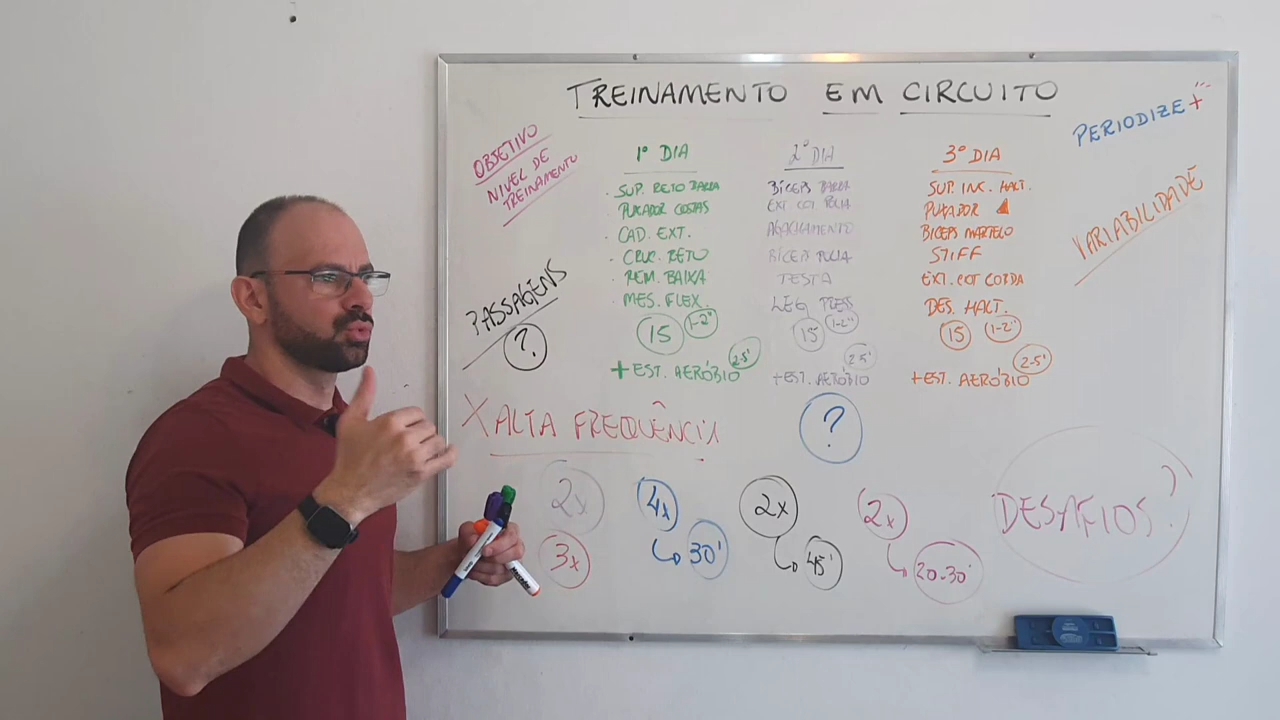 TREINAMENTO EM CIRCUITO
PERIODIZE +
OBJETIVO
NIVEL DE
TREINAMENTO
VARIABILIDADE
PASSAGENS
?
1º DIA
. SUP. RETO BARRA
. PUXADOR COSTAS
. CAD. EXT.
. CRUC. RETO
. REM. BAIXA
. MES. FLEX.
15 1-2"
+ EST. AERÓBIO 2-5'
2º DIA
BÍCEPS BARRA
EXT COT POLIA
AGACHAMENTO
BÍCEPS POLIA
TESTA
LEG PRESS
15 1-2"
+ EST. AERÓBIO 2-5'
3º DIA
SUP. INC. HALT.
PUXADOR
BÍCEPS MARTELO
STIFF
EXT. COT CORDA
DES. HALT.
15 1-2"
+ EST. AERÓBIO 2-5'
X ALTA FREQUÊNCIA
?
2x
3x
4x
30'
2x
45'
2x
20-30'
DESAFIOS?